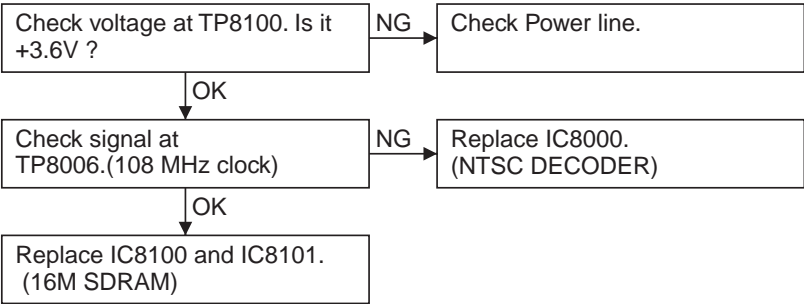 Check voltage at TP8100. Is it
+3.6V ?
NG
Check Power line.
OK
Check signal at
TP8006.(108 MHz clock)
NG
Replace IC8000.
(NTSC DECODER)
OK
Replace IC8100 and IC8101.
(16M SDRAM)